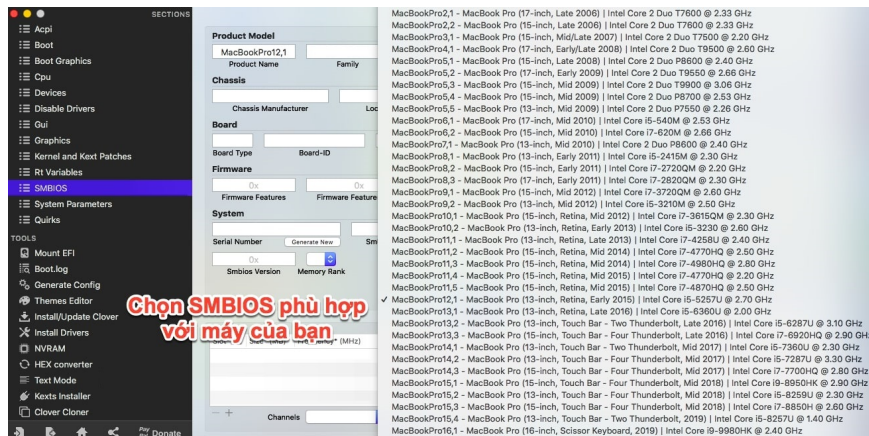 SECTIONS
Acpi
Boot
Boot Graphics
Cpu
Devices
Disable Drivers
Gui
Graphics
Kernel and Kext Patches
Rt Variables
SMBIOS
System Parameters
Quirks
TOOLS
Mount EFI
Boot.log
Generate Config
Themes Editor
Install/Update Clover
Install Drivers
NVRAM
HEX converter
Text Mode
Kexts Installer
Clover Cloner
Pay
Donate
Product Model
MacBookPro12,1
Product Name Family
Chassis
Chassis Manufacturer Loc
Board
Board Type Board-ID
Firmware
0x 0x
Firmware Features Firmware Feature
System
Serial Number Generate New Sm
0x
Smbios Version Memory Rank
Chọn SMBIOS phù hợp
với máy của bạn
(MHz)
Channels
MacBookPro2,1 - MacBook Pro (17-inch, Late 2006) | Intel Core 2 Duo T7600 @ 2.33 GHz
MacBookPro2,2 - MacBook Pro (15-inch, Late 2006) | Intel Core 2 Duo T7600 @ 2.33 GHz
MacBookPro3,1 - MacBook Pro (15-inch, Mid/Late 2007) | Intel Core 2 Duo T7500 @ 2.20 GHz
MacBookPro4,1 - MacBook Pro (17-inch, Early/Late 2008) | Intel Core 2 Duo T9500 @ 2.60 GHz
MacBookPro5,1 - MacBook Pro (15-inch, Late 2008) | Intel Core 2 Duo P8600 @ 2.40 GHz
MacBookPro5,2 - MacBook Pro (17-inch, Early 2009) | Intel Core 2 Duo T9550 @ 2.66 GHz
MacBookPro5,3 - MacBook Pro (15-inch, Mid 2009) | Intel Core 2 Duo T9900 @ 3.06 GHz
MacBookPro5,4 - MacBook Pro (15-inch, Mid 2009) | Intel Core 2 Duo P8700 @ 2.53 GHz
MacBookPro5,5 - MacBook Pro (13-inch, Mid 2009) | Intel Core 2 Duo P7550 @ 2.26 GHz
MacBookPro6,1 - MacBook Pro (17-inch, Mid 2010) | Intel Core i5-540M @ 2.53 GHz
MacBookPro6,2 - MacBook Pro (15-inch, Mid 2010) | Intel Core i7-620M @ 2.66 GHz
MacBookPro7,1 - MacBook Pro (13-inch, Mid 2010) | Intel Core 2 Duo P8600 @ 2.40 GHz
MacBookPro8,1 - MacBook Pro (13-inch, Early 2011) | Intel Core i5-2415M @ 2.30 GHz
MacBookPro8,2 - MacBook Pro (15-inch, Early 2011) | Intel Core i7-2720QM @ 2.20 GHz
MacBookPro8,3 - MacBook Pro (17-inch, Early 2011) | Intel Core i7-2820QM @ 2.30 GHz
MacBookPro9,1 - MacBook Pro (15-inch, Mid 2012) | Intel Core i7-3720QM @ 2.60 GHz
MacBookPro9,2 - MacBook Pro (13-inch, Mid 2012) | Intel Core i5-3210M @ 2.50 GHz
MacBookPro10,1 - MacBook Pro (15-inch, Retina, Mid 2012) | Intel Core i7-3615QM @ 2.30 GHz
MacBookPro10,2 - MacBook Pro (13-inch, Retina, Early 2013) | Intel Core i5-3230 @ 2.60 GHz
MacBookPro11,1 - MacBook Pro (13-inch, Retina, Late 2013) | Intel Core i7-4258U @ 2.40 GHz
MacBookPro11,2 - MacBook Pro (15-inch, Retina, Mid 2014) | Intel Core i7-4770HQ @ 2.50 GHz
MacBookPro11,3 - MacBook Pro (15-inch, Retina, Mid 2014) | Intel Core i7-4980HQ @ 2.80 GHz
MacBookPro11,4 - MacBook Pro (15-inch, Retina, Mid 2015) | Intel Core i7-4770HQ @ 2.20 GHz
MacBookPro11,5 - MacBook Pro (15-inch, Retina, Mid 2015) | Intel Core i7-4870HQ @ 2.50 GHz
✓ MacBookPro12,1 - MacBook Pro (13-inch, Retina, Early 2015) | Intel Core i5-5257U @ 2.70 GHz
MacBookPro13,1 - MacBook Pro (13-inch, Retina, Late 2016) | Intel Core i5-6360U @ 2.00 GHz
MacBookPro13,2 - MacBook Pro (13-inch, Touch Bar - Two Thunderbolt, Late 2016) | Intel Core i5-6287U @ 3.10 GHz
MacBookPro13,3 - MacBook Pro (15-inch, Touch Bar - Four Thunderbolt, Late 2016) | Intel Core i7-6920HQ @ 2.90 GHz
MacBookPro14,1 - MacBook Pro (13-inch, Touch Bar - Two Thunderbolt, Mid 2017) | Intel Core i5-7360U @ 2.30 GHz
MacBookPro14,2 - MacBook Pro (13-inch, Touch Bar - Four Thunderbolt, Mid 2017) | Intel Core i5-7287U @ 3.30 GHz
MacBookPro14,3 - MacBook Pro (15-inch, Touch Bar - Four Thunderbolt, Mid 2017) | Intel Core i7-7700HQ @ 2.80 GHz
MacBookPro15,1 - MacBook Pro (15-inch, Touch Bar - Four Thunderbolt, Mid 2018) | Intel Core i9-8950HK @ 2.90 GHz
MacBookPro15,2 - MacBook Pro (13-inch, Touch Bar - Four Thunderbolt, Mid 2018) | Intel Core i5-8259U @ 2.30 GHz
MacBookPro15,3 - MacBook Pro (15-inch, Touch Bar - Four Thunderbolt, Mid 2018) | Intel Core i7-8850H @ 2.60 GHz
MacBookPro15,4 - MacBook Pro (13-inch, Touch Bar - Two Thunderbolt, 2019) | Intel Core i5-8257U @ 1.40 GHz
MacBookPro16,1 - MacBook Pro (16-inch, Scissor Keyboard, 2019) | Intel Core i9-9980HK @ 2.40 GHz